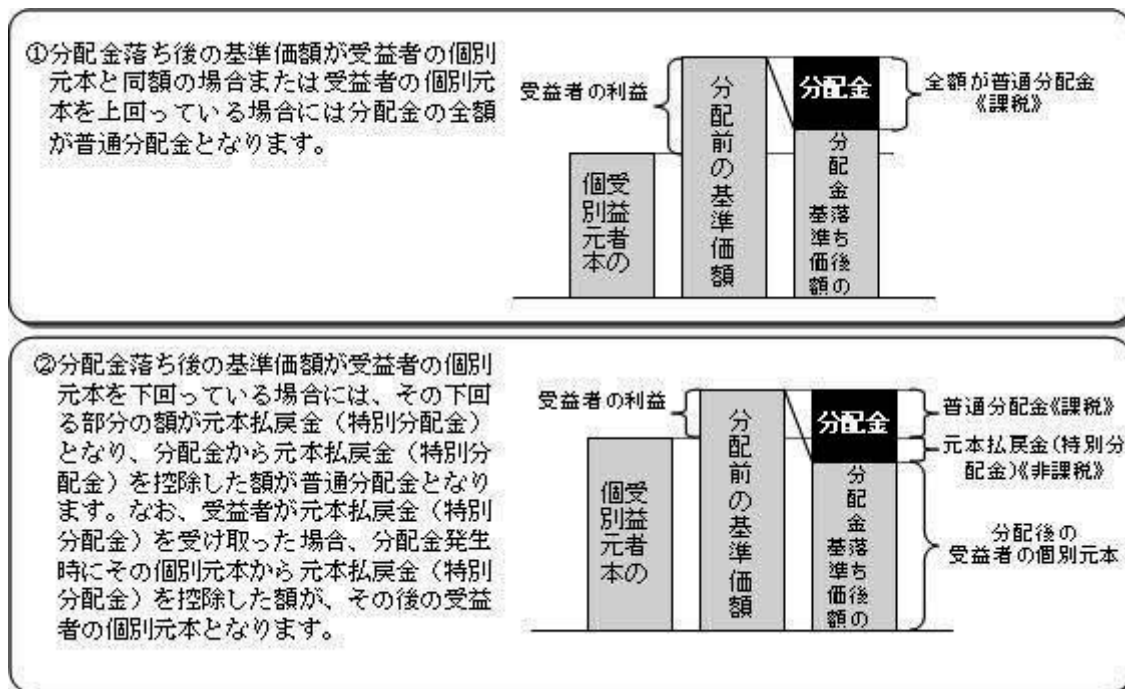 ①分配金落ち後の基準価額が受益者の個別
元本と同額の場合または受益者の個別元
本を上回っている場合には分配金の全額
が普通分配金となります。
受益者の利益
受益者の
個別元本
分配前の基準価額
分配金
分配金落ち後の
基準価額
全額が普通分配金
《課税》
②分配金落ち後の基準価額が受益者の個別
元本を下回っている場合には、その下回
る部分の額が元本払戻金（特別分配金）
となり、分配金から元本払戻金（特別分
配金）を控除した額が普通分配金となり
ます。なお、受益者が元本払戻金（特別
分配金）を受け取った場合、分配金発生
時にその個別元本から元本払戻金（特別
分配金）を控除した額が、その後の受益
者の個別元本となります。
受益者の利益
受益者の
個別元本
分配前の基準価額
分配金
分配金落ち後の
基準価額
普通分配金《課税》
元本払戻金（特別分
配金）《非課税》
分配後の
受益者の個別元本